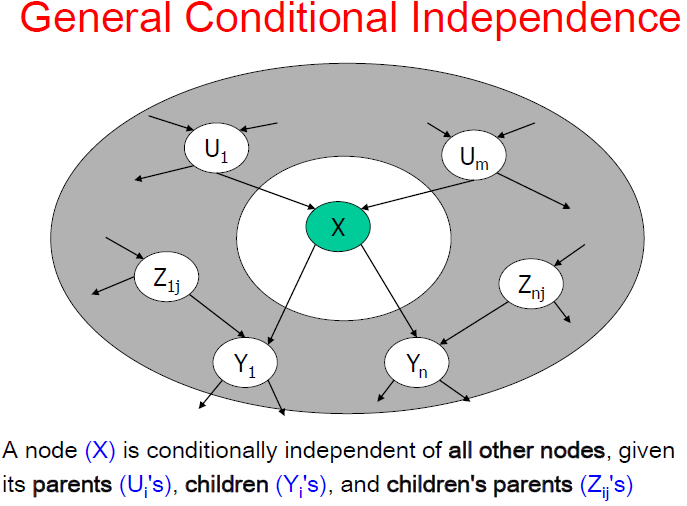 General Conditional Independence
U1
Um
X
Z1j
Znj
Y1
Yn
A node (X) is conditionally independent of all other nodes, given
its parents (Ui's), children (Yi's), and children's parents (Zij's)